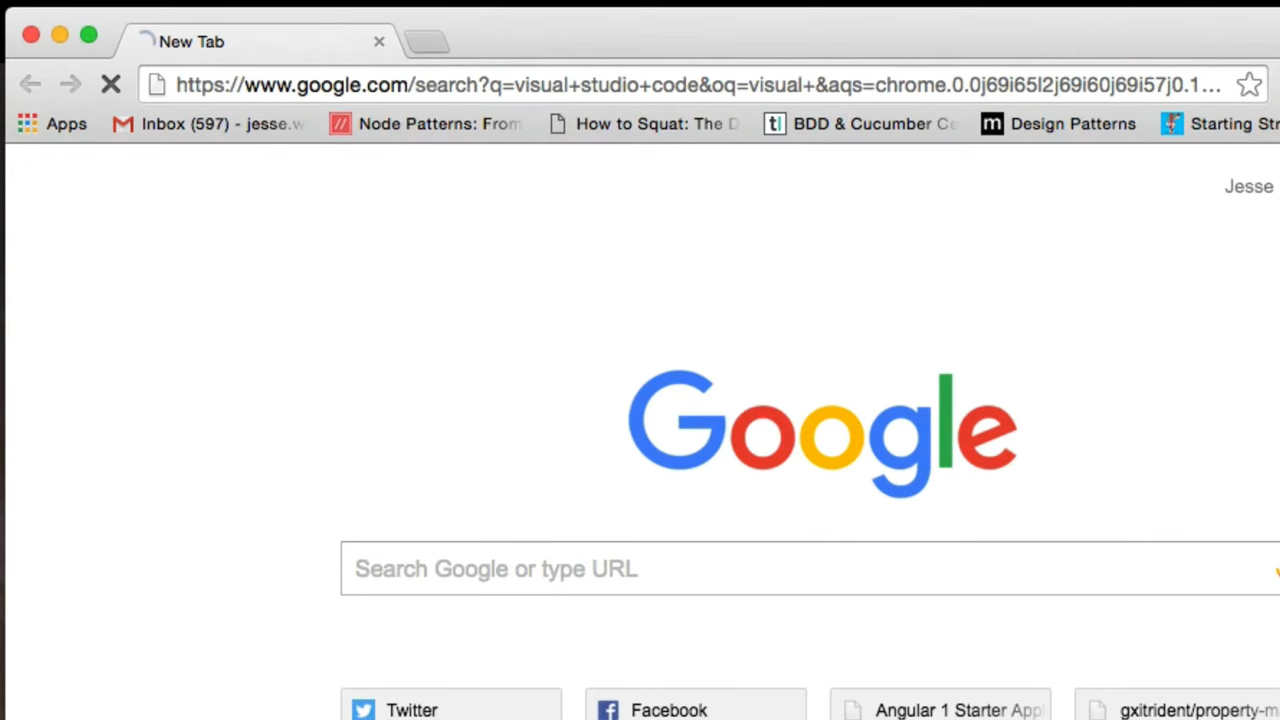 New Tab
https://www.google.com/search?q=visual+studio+code&oq=visual+&aqs=chrome.0.0j69i65l2j69i60j69i57j0.1...
Apps Inbox (597) - jesse.w Node Patterns: From How to Squat: The D tl BDD & Cucumber Ce m Design Patterns Starting Str
Jesse
Google
Search Google or type URL
Twitter Facebook Angular 1 Starter App gxitrident/property-m